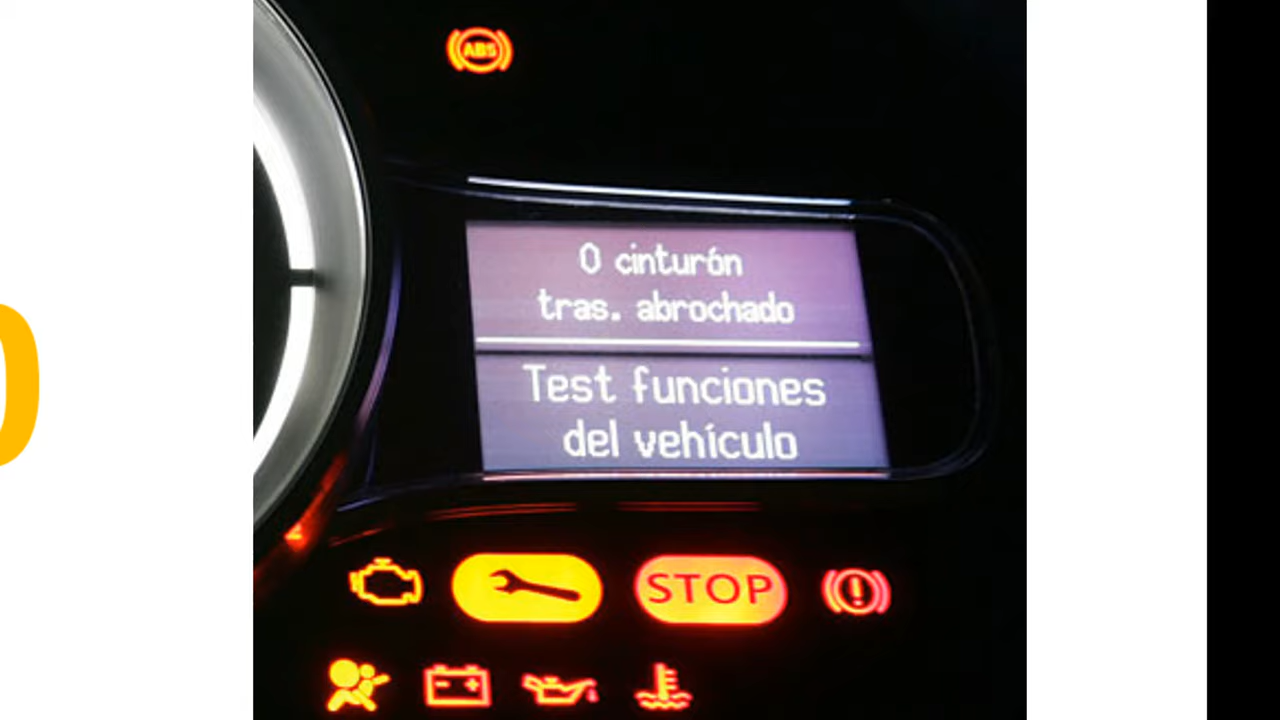 ABS
0 cinturón
tras. abrochado
Test funciones
del vehículo
STOP